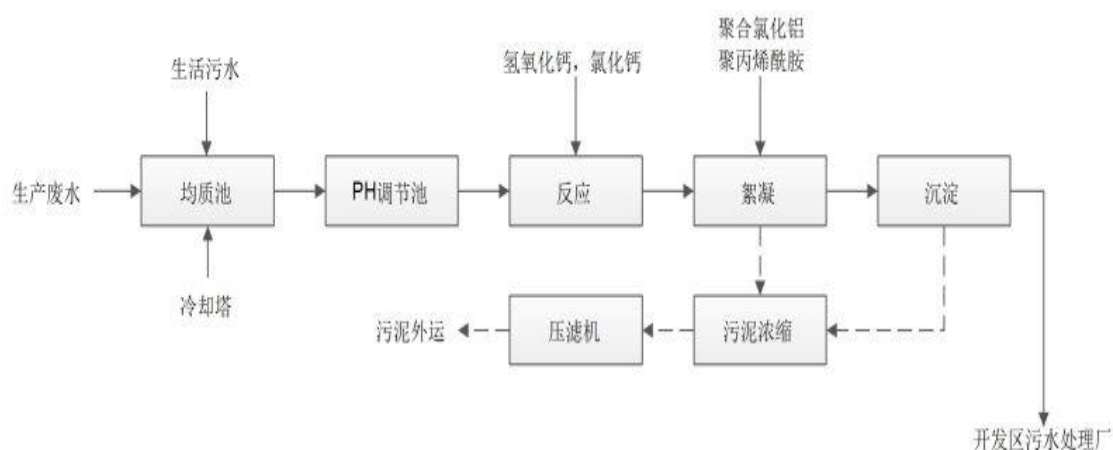 聚合氯化铝
聚丙烯酰胺
生活污水
氢氧化钙，氯化钙
生产废水
均质池
PH调节池
反应
絮凝
沉淀
冷却塔
污泥外运
压滤机
污泥浓缩
开发区污水处理厂